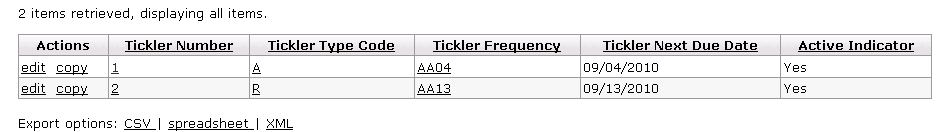 2 items retrieved, displaying all items.
Actions Tickler Number Tickler Type Code Tickler Frequency Tickler Next Due Date Active Indicator
edit copy 1 A AA04 09/04/2010 Yes
edit copy 2 R AA13 09/13/2010 Yes
Export options: CSV | spreadsheet | XML